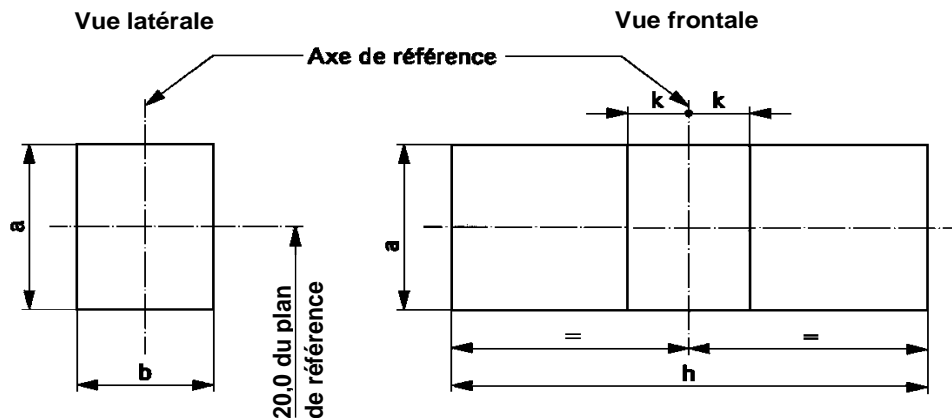 Vue latérale
Vue frontale
Axe de référence
k
k
a
a
20,0 du plan
de référence
=
=
b
h